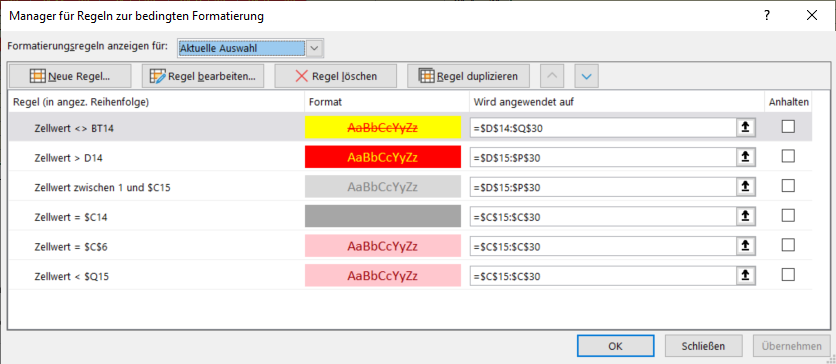 Manager für Regeln zur bedingten Formatierung
Formatierungsregeln anzeigen für: Aktuelle Auswahl
Neue Regel... Regel bearbeiten... Regel löschen Regel duplizieren
Regel (in angez. Reihenfolge) Format Wird angewendet auf Anhalten
Zellwert <> BT14 AaBbCcYyZz =$D$14:$Q$30
Zellwert > D14 AaBbCcYyZz =$D$15:$P$30
Zellwert zwischen 1 und $C15 AaBbCcYyZz =$D$15:$P$30
Zellwert = $C14 =$C$15:$C$30
Zellwert = $C$6 AaBbCcYyZz =$C$15:$C$30
Zellwert < $Q15 AaBbCcYyZz =$C$15:$C$30
OK Schließen Übernehmen